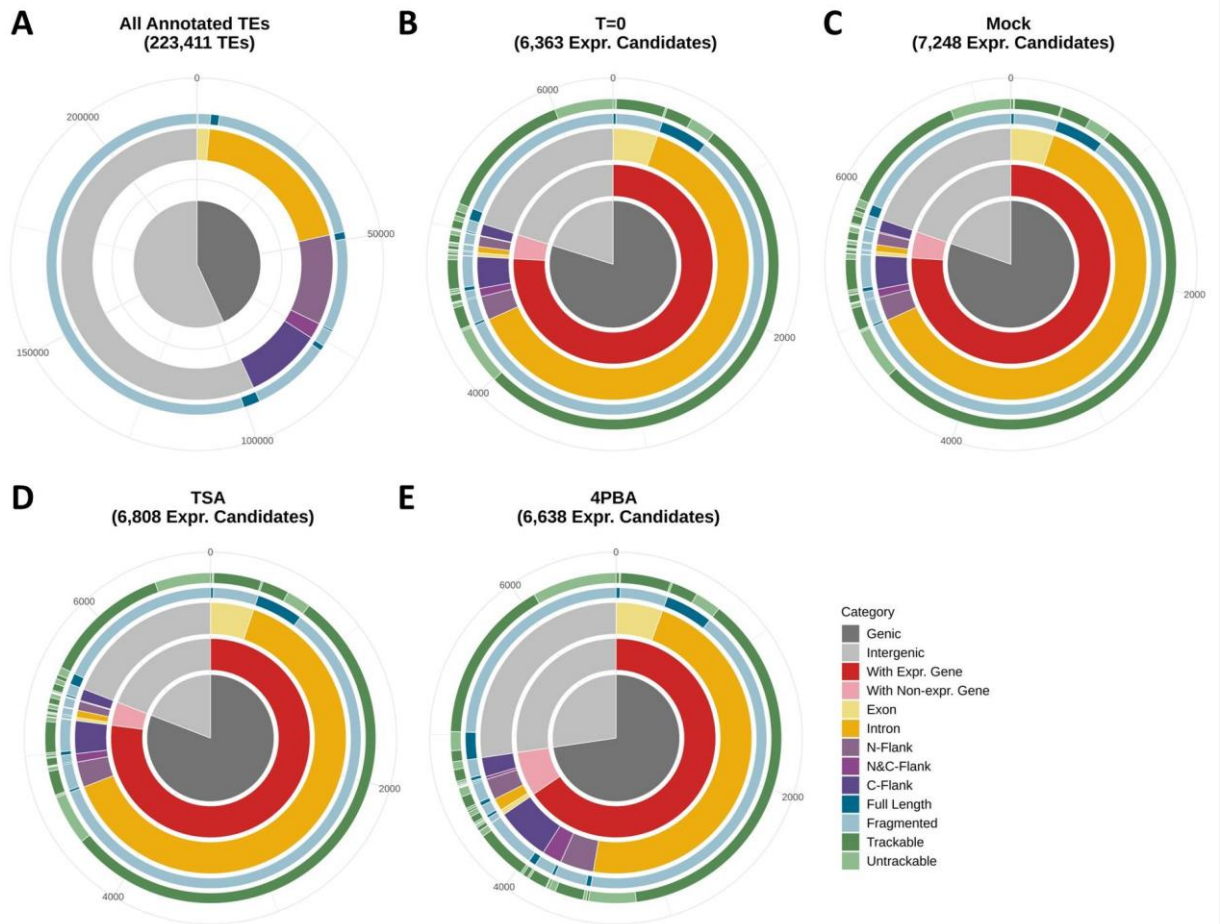 A
All Annotated TEs
(223,411 TEs)
0
50000
100000
150000
200000
B
T=0
(6,363 Expr. Candidates)
0
2000
4000
6000
C
Mock
(7,248 Expr. Candidates)
0
2000
4000
6000
D
TSA
(6,808 Expr. Candidates)
0
2000
4000
6000
E
4PBA
(6,638 Expr. Candidates)
0
2000
4000
6000
Category
Genic
Intergenic
With Expr. Gene
With Non-expr. Gene
Exon
Intron
N-Flank
N&C-Flank
C-Flank
Full Length
Fragmented
Trackable
Untrackable